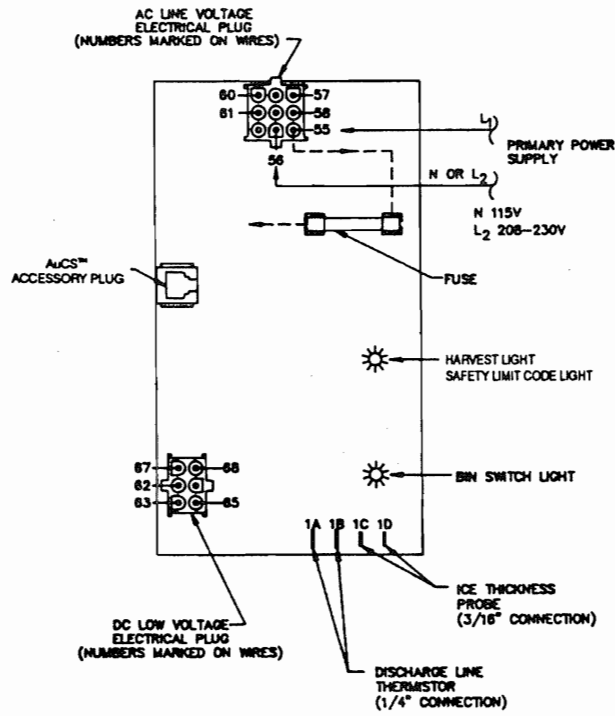 AC LINE VOLTAGE
ELECTRICAL PLUG
(NUMBERS MARKED ON WIRES)
60 57
61 58
55
56
L1
PRIMARY POWER
SUPPLY
N OR L2
N 115V
L2 208-230V
FUSE
AuCS™
ACCESSORY PLUG
HARVEST LIGHT
SAFETY LIMIT CODE LIGHT
BIN SWITCH LIGHT
67 68
62
63 65
1A 1B 1C 1D
ICE THICKNESS
PROBE
(3/16" CONNECTION)
DC LOW VOLTAGE
ELECTRICAL PLUG
(NUMBERS MARKED ON WIRES)
DISCHARGE LINE
THERMISTOR
(1/4" CONNECTION)